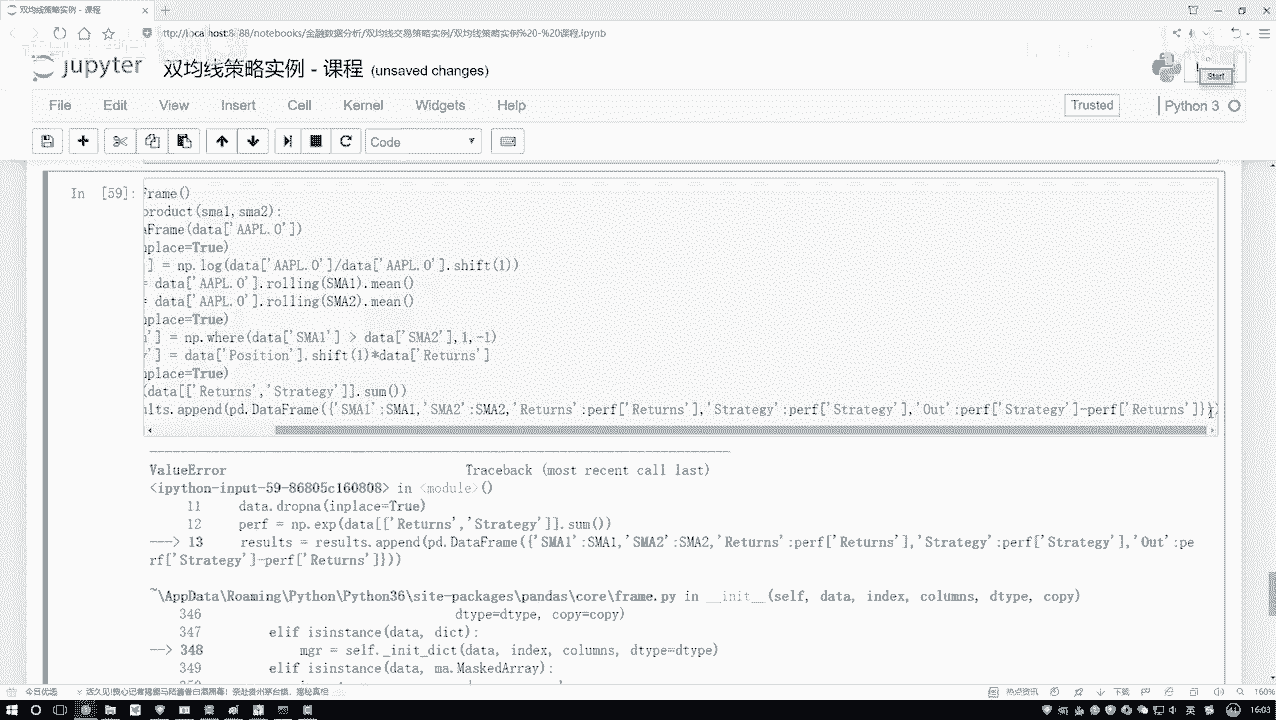 双均线策略实例 - 课程
localhost:8888/notebooks/金融数据分析/双均线交易策略实例/双均线策略实例%20-%20课程.ipynb
jupyter 双均线策略实例 - 课程 (unsaved changes)
Start
File Edit View Insert Cell Kernel Widgets Help
Trusted
Python 3
Code
In [59]:
Frame()
product(sma1,sma2):
aFrame(data['AAPL.O'])
nplace=True)
] = np.log(data['AAPL.O']/data['AAPL.O'].shift(1))
= data['AAPL.O'].rolling(SMA1).mean()
= data['AAPL.O'].rolling(SMA2).mean()
nplace=True)
n'] = np.where(data['SMA1'] > data['SMA2'],1,-1)
y'] = data['Position'].shift(1)*data['Returns']
nplace=True)
(data[['Returns','Strategy']].sum())
ults.append(pd.DataFrame({'SMA1':SMA1,'SMA2':SMA2,'Returns':perf['Returns'],'Strategy':perf['Strategy'],'Out':perf['Strategy']-perf['Returns']}))
ValueError Traceback (most recent call last)
<ipython-input-59-86805c160808> in <module>()
11 data.dropna(inplace=True)
12 perf = np.exp(data[['Returns','Strategy']].sum())
---> 13 results = results.append(pd.DataFrame({'SMA1':SMA1,'SMA2':SMA2,'Returns':perf['Returns'],'Strategy':perf['Strategy'],'Out':pe
rf['Strategy']-perf['Returns']}))
~\AppData\Roaming\Python\Python36\site-packages\pandas\core\frame.py in __init__(self, data, index, columns, dtype, copy)
346 dtype=dtype, copy=copy)
347 elif isinstance(data, dict):
--> 348 mgr = self._init_dict(data, index, columns, dtype=dtype)
349 elif isinstance(data, ma.MaskedArray):
今日优选
热点资讯
下载
160%
英
16:03